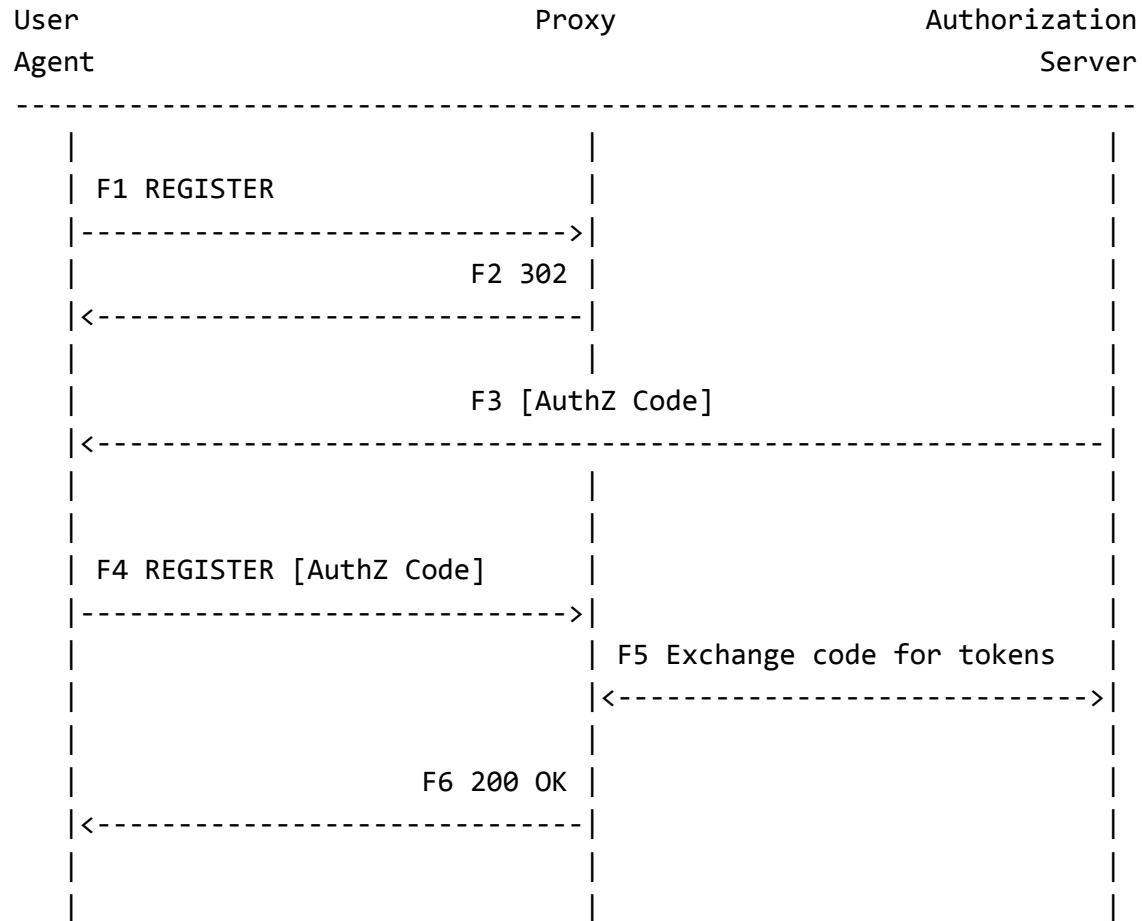 User Proxy Authorization
Agent Server
F1 REGISTER
F2 302
F3 [AuthZ Code]
F4 REGISTER [AuthZ Code]
F5 Exchange code for tokens
F6 200 OK